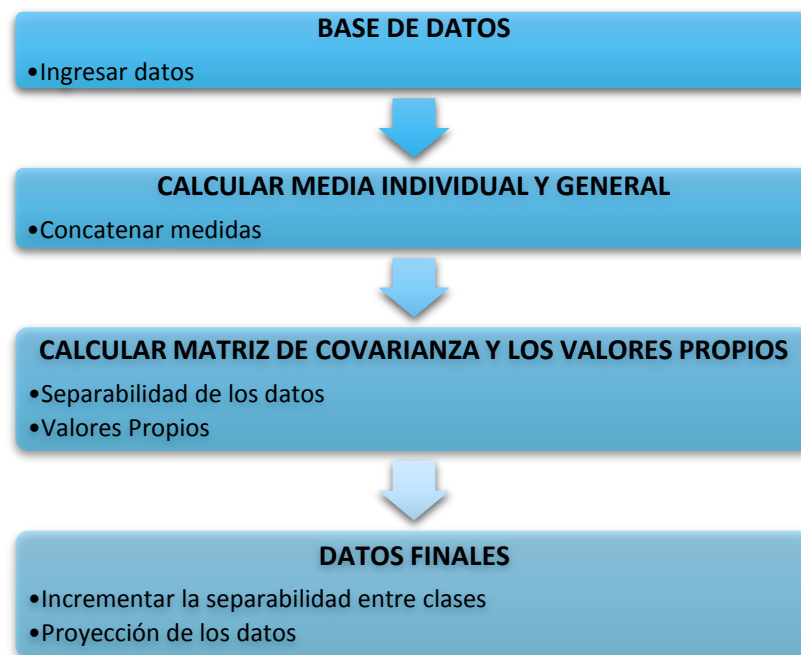 BASE DE DATOS
•Ingresar datos
CALCULAR MEDIA INDIVIDUAL Y GENERAL
•Concatenar medidas
CALCULAR MATRIZ DE COVARIANZA Y LOS VALORES PROPIOS
•Separabilidad de los datos
•Valores Propios
DATOS FINALES
•Incrementar la separabilidad entre clases
•Proyección de los datos